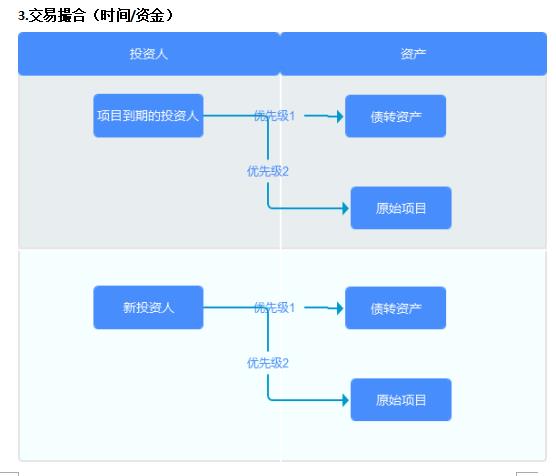 3.交易撮合（时间/资金）
投资人
资产
项目到期的投资人
优先级1
债转资产
优先级2
原始项目
新投资人
优先级1
债转资产
优先级2
原始项目